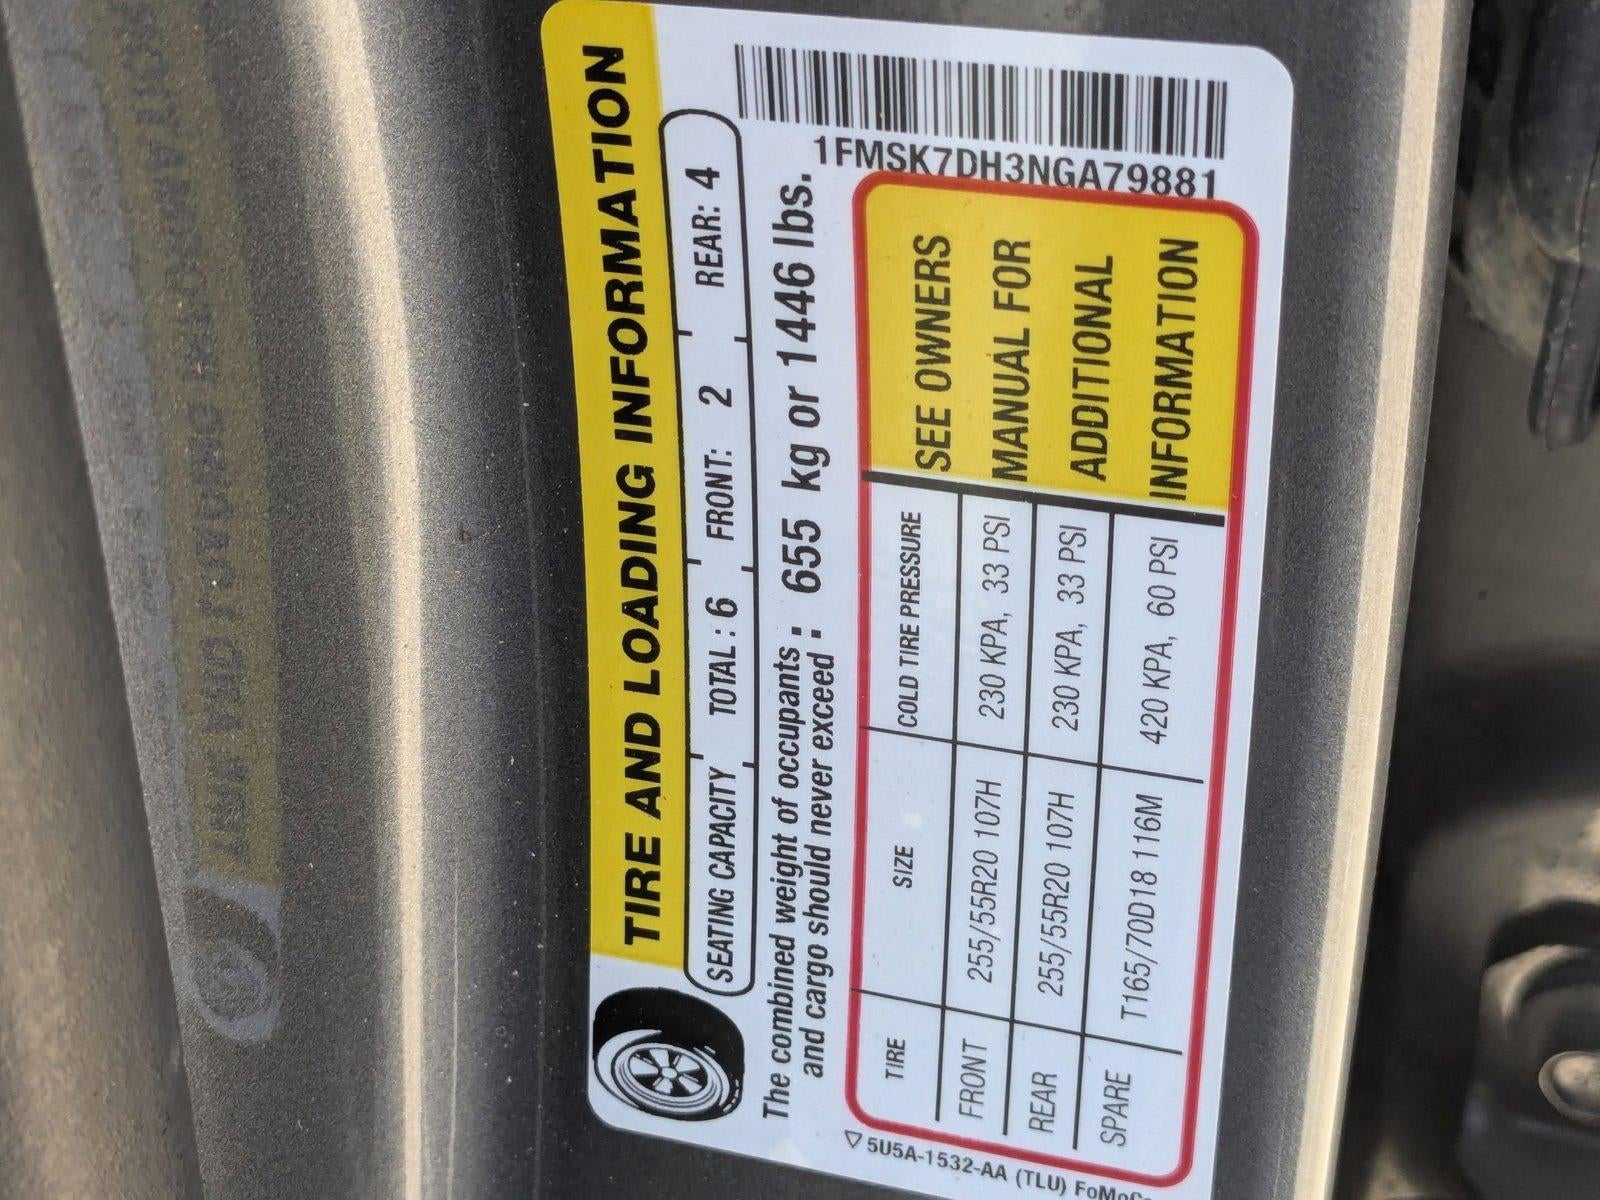 TIRE AND LOADING INFORMATION
SEATING CAPACITY TOTAL : 6 FRONT: 2 REAR: 4
The combined weight of occupants
and cargo should never exceed : 655 kg or 1446 lbs.
1FMSK7DH3NGA79881
TIRE SIZE COLD TIRE PRESSURE
FRONT 255/55R20 107H 230 KPA, 33 PSI
REAR 255/55R20 107H 230 KPA, 33 PSI
SPARE T165/70D18 116M 420 KPA, 60 PSI
SEE OWNERS
MANUAL FOR
ADDITIONAL
INFORMATION
5U5A-1532-AA (TLU) FoMoCo